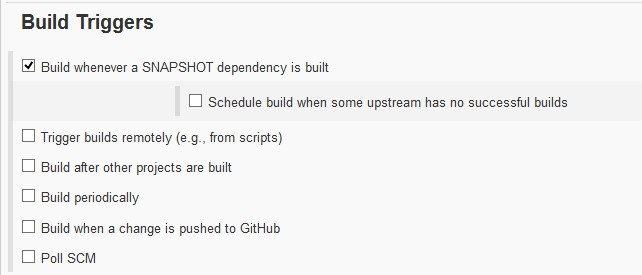 Build Triggers
Build whenever a SNAPSHOT dependency is built
Schedule build when some upstream has no successful builds
Trigger builds remotely (e.g., from scripts)
Build after other projects are built
Build periodically
Build when a change is pushed to GitHub
Poll SCM